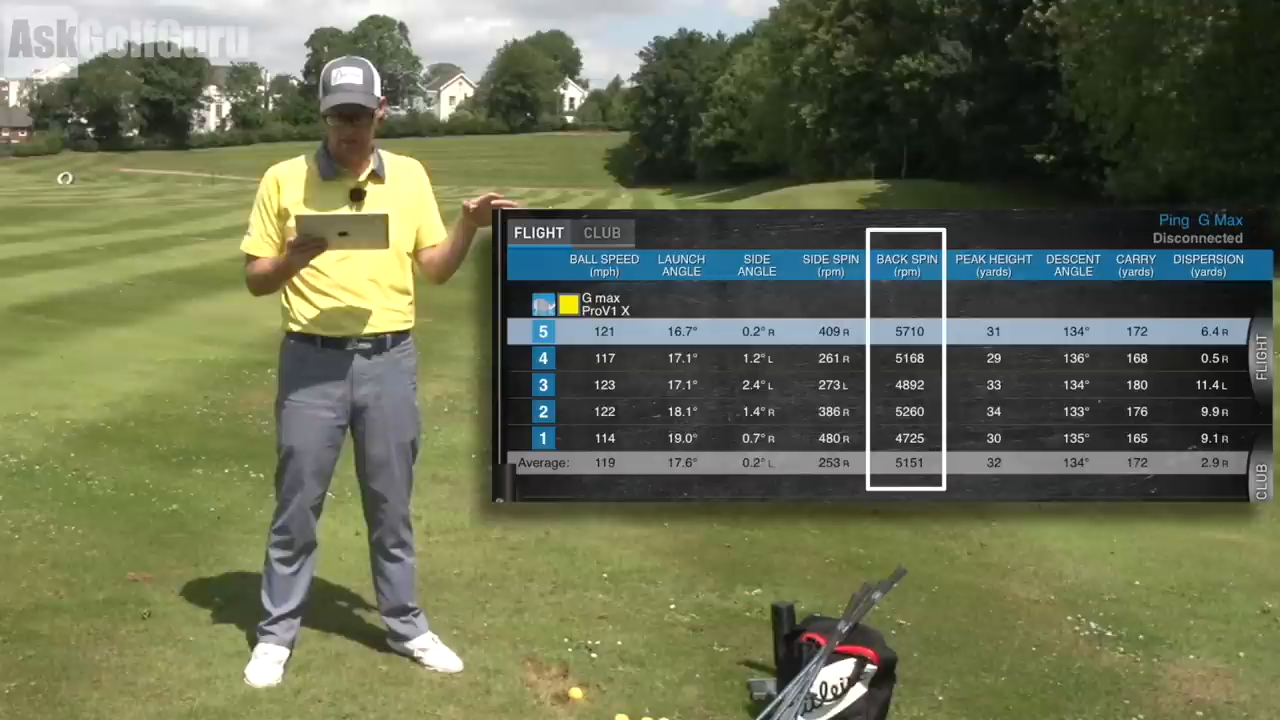 AskGolfGuru
Ping G Max
Disconnected
FLIGHT CLUB
BALL SPEED (mph) LAUNCH ANGLE SIDE ANGLE SIDE SPIN (rpm) BACK SPIN (rpm) PEAK HEIGHT (yards) DESCENT ANGLE CARRY (yards) DISPERSION (yards)
G max
ProV1 X
5 121 16.7° 0.2° R 409 R 5710 31 134° 172 6.4 R
4 117 17.1° 1.2° L 261 R 5168 29 136° 168 0.5 R
3 123 17.1° 2.4° L 273 L 4892 33 134° 180 11.4 L
2 122 18.1° 1.4° R 386 R 5260 34 133° 176 9.9 R
1 114 19.0° 0.7° R 480 R 4725 30 135° 165 9.1 R
Average: 119 17.6° 0.2° L 253 R 5151 32 134° 172 2.9 R
FLIGHT
CLUB